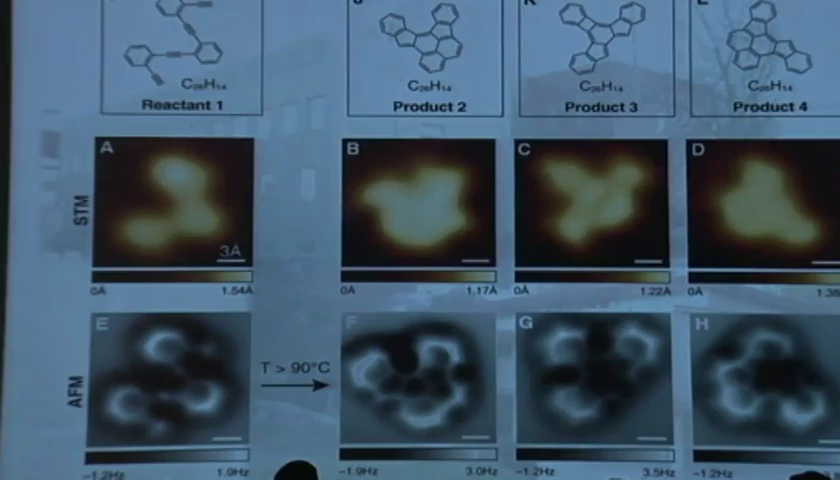 C₂₆H₁₄ C₂₆H₁₄ C₂₆H₁₄ C₂₆H₁₄
Reactant 1 Product 2 Product 3 Product 4
A B C D
STM
3Å
0Å 1.54Å 0Å 1.17Å 0Å 1.22Å 0Å
E F G H
T > 90°C
AFM
−1.2Hz 1.9Hz −1.9Hz 3.0Hz −1.2Hz 3.5Hz −1.2Hz